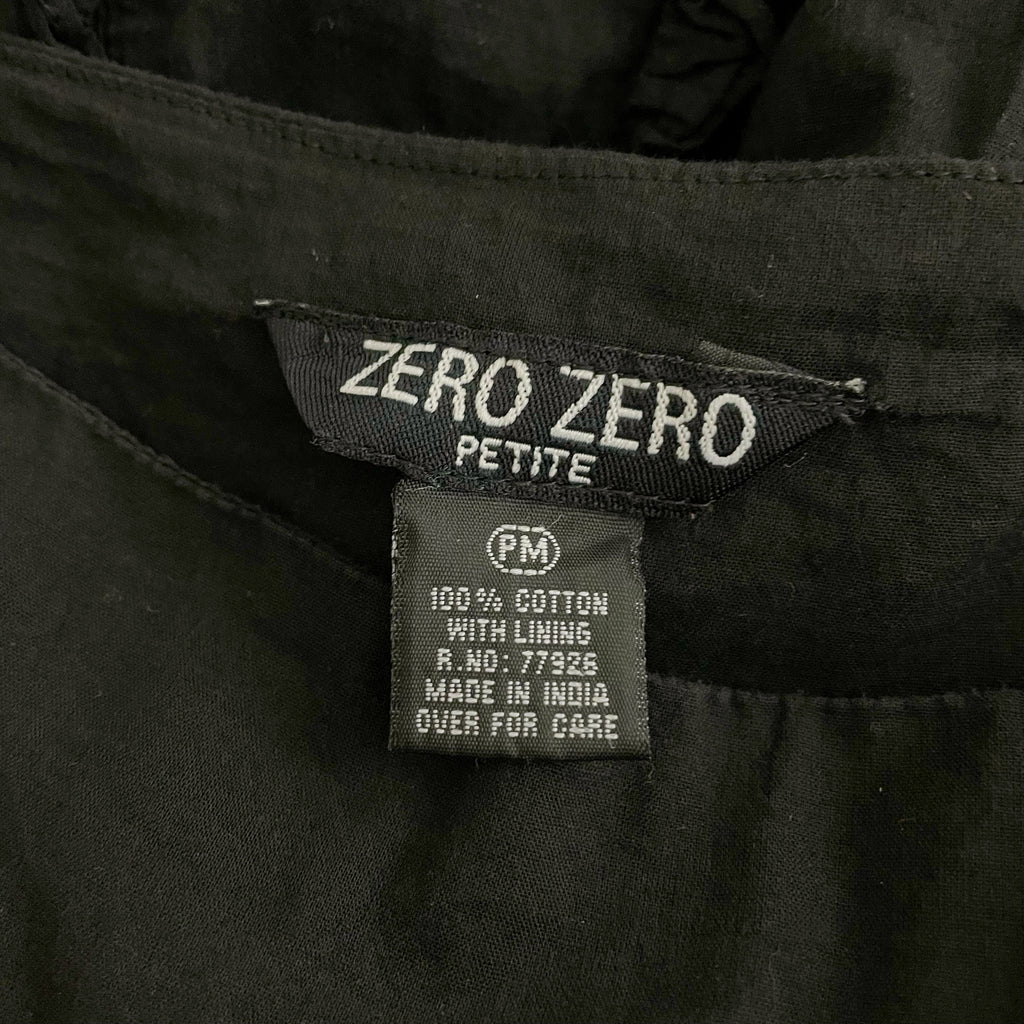 ZERO ZERO
PETITE
PM
100% COTTON
WITH LINING
R.NO: 77926
MADE IN INDIA
OVER FOR CARE